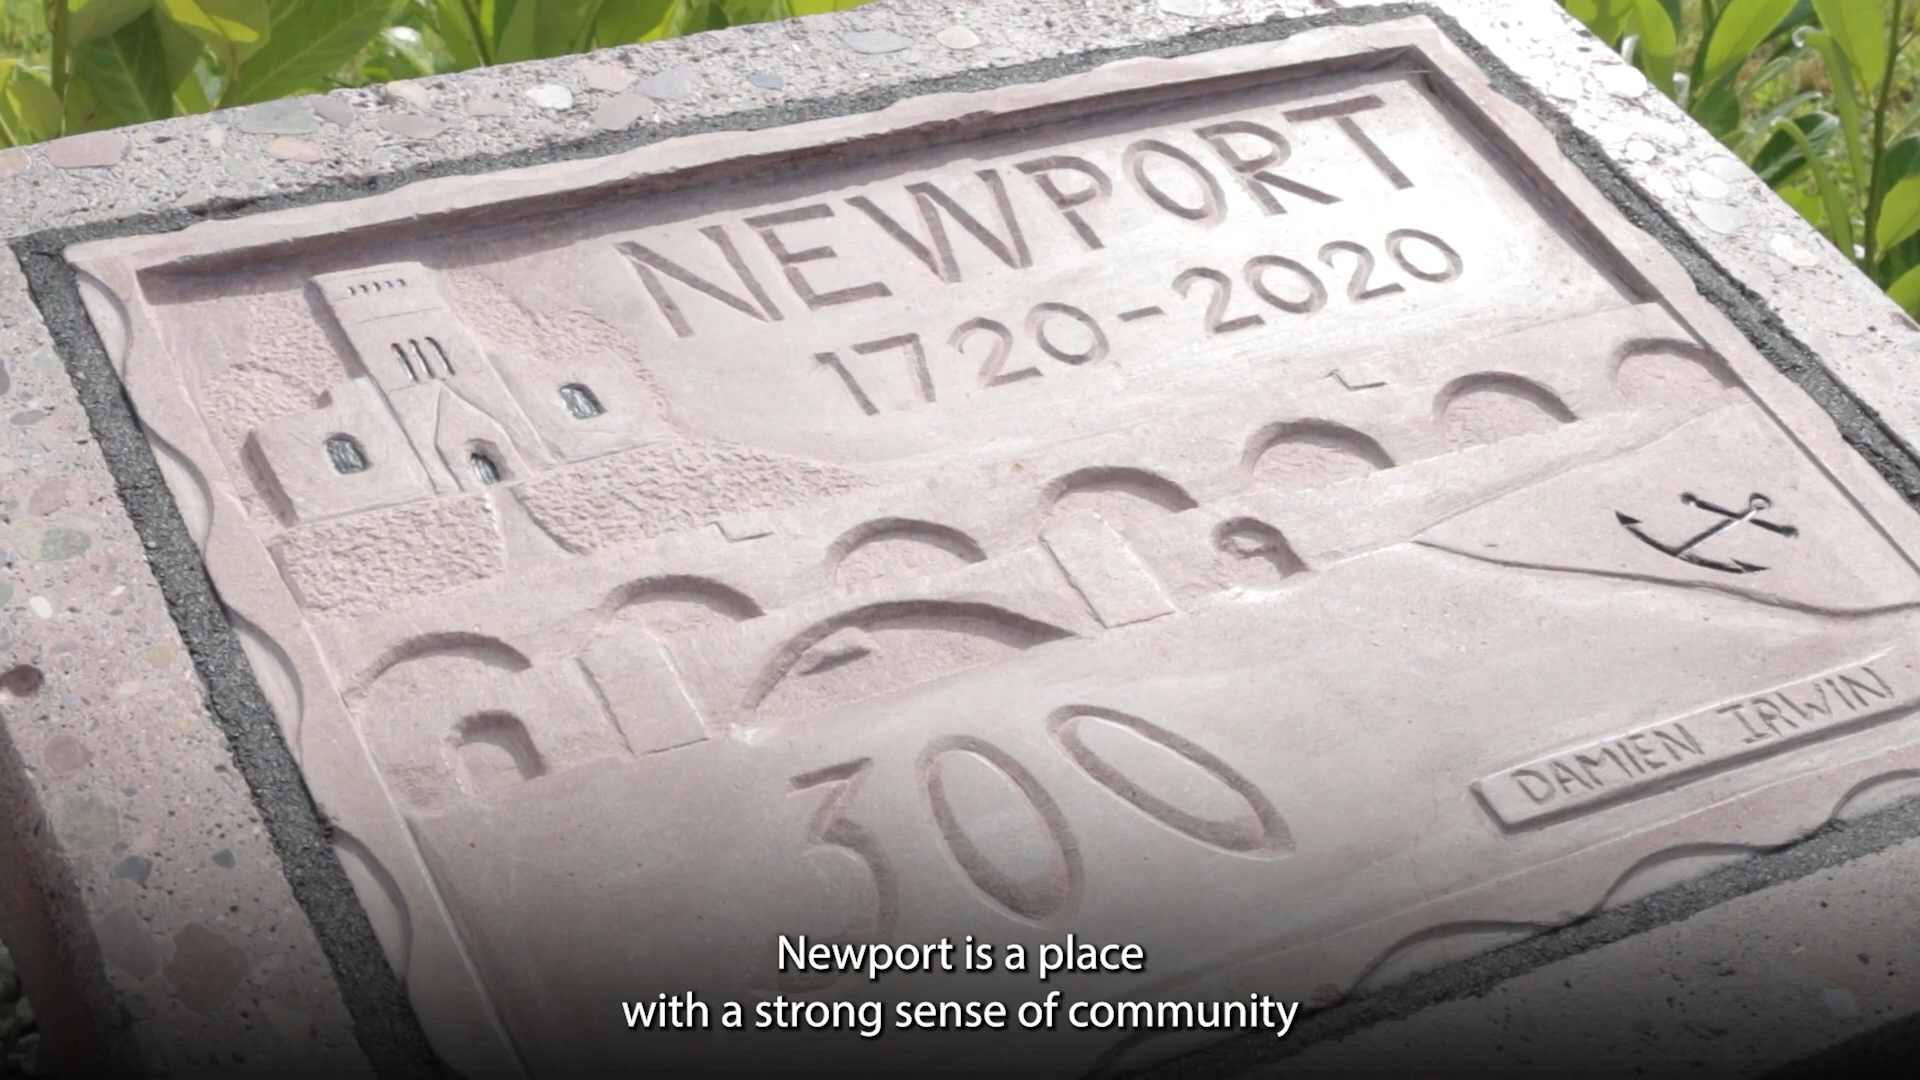 NEWPORT
1720-2020
300
DAMIEN IRWIN
Newport is a place
with a strong sense of community